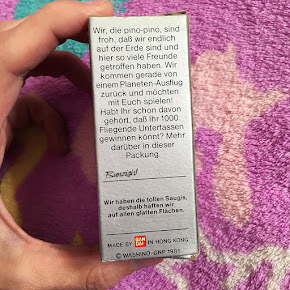 Wir, die pino-pino, sind
froh, daß wir endlich
auf der Erde sind und
hier so viele Freunde
getroffen haben. Wir
kommen gerade von
einem Planeten-Ausflug
zurück und möchten
mit Euch spielen!
Habt Ihr schon davon
gehört, daß Ihr 1000
Fliegende Untertassen
gewinnen könnt? Mehr
darüber in dieser
Packung.
Wir haben die tollen Saugis,
deshalb haften wir
auf allen glatten Flächen.
MADE BY BAN DAI IN HONG KONG
© WASHINO·DNP 1981